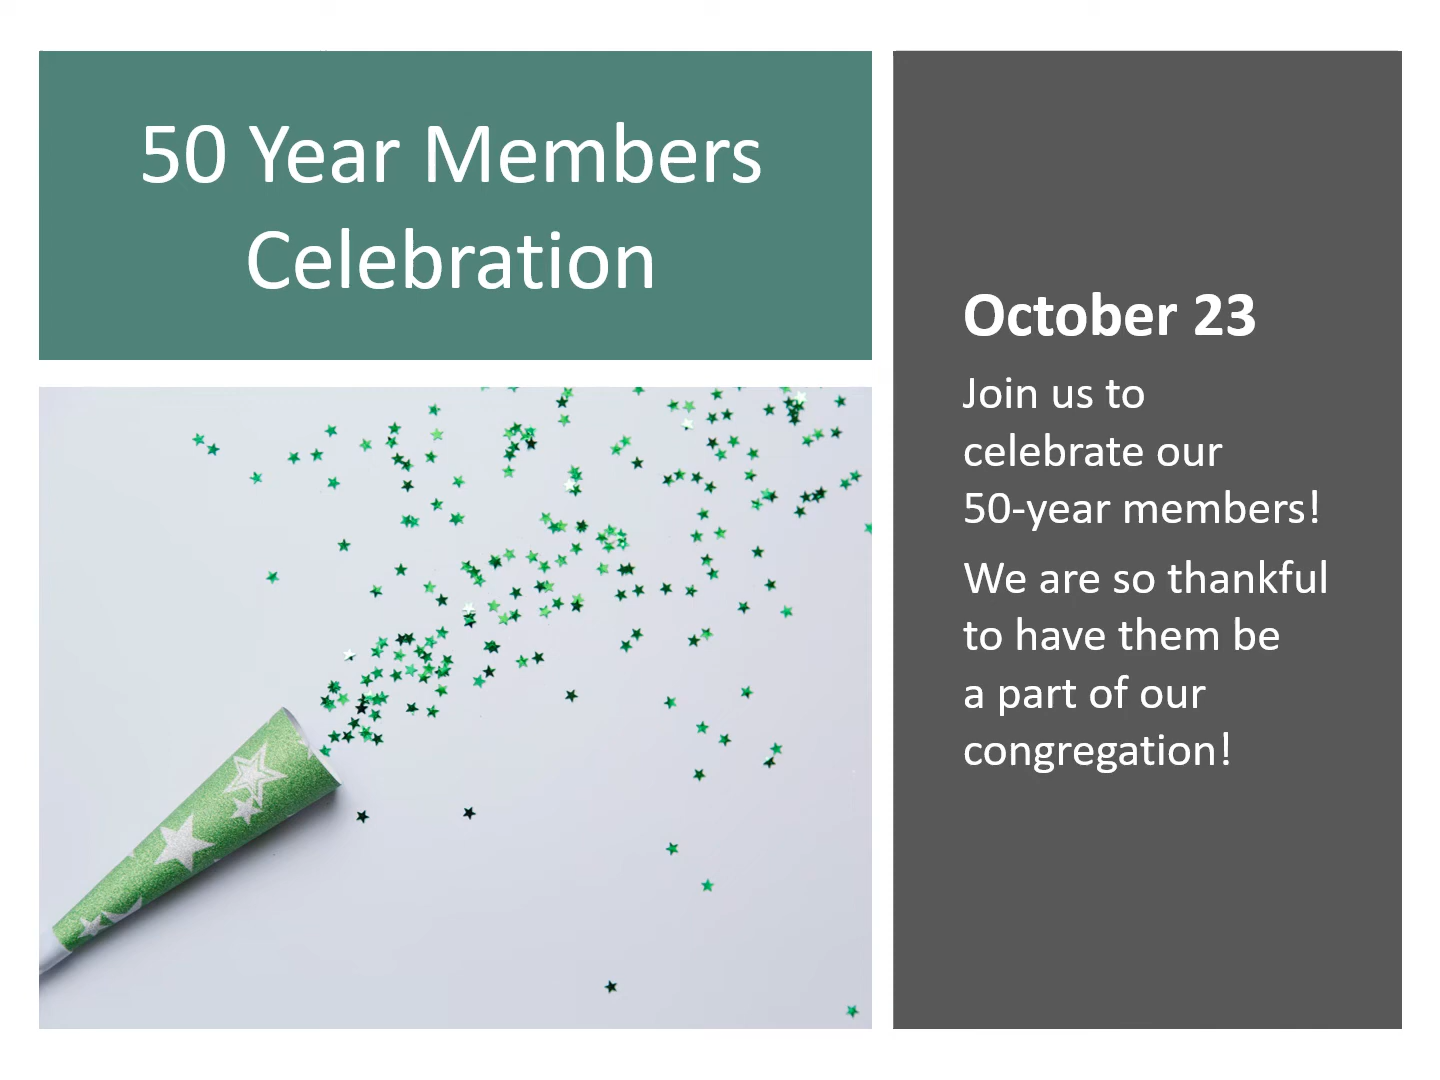 50 Year Members
Celebration
October 23
Join us to
celebrate our
50-year members!
We are so thankful
to have them be
a part of our
congregation!